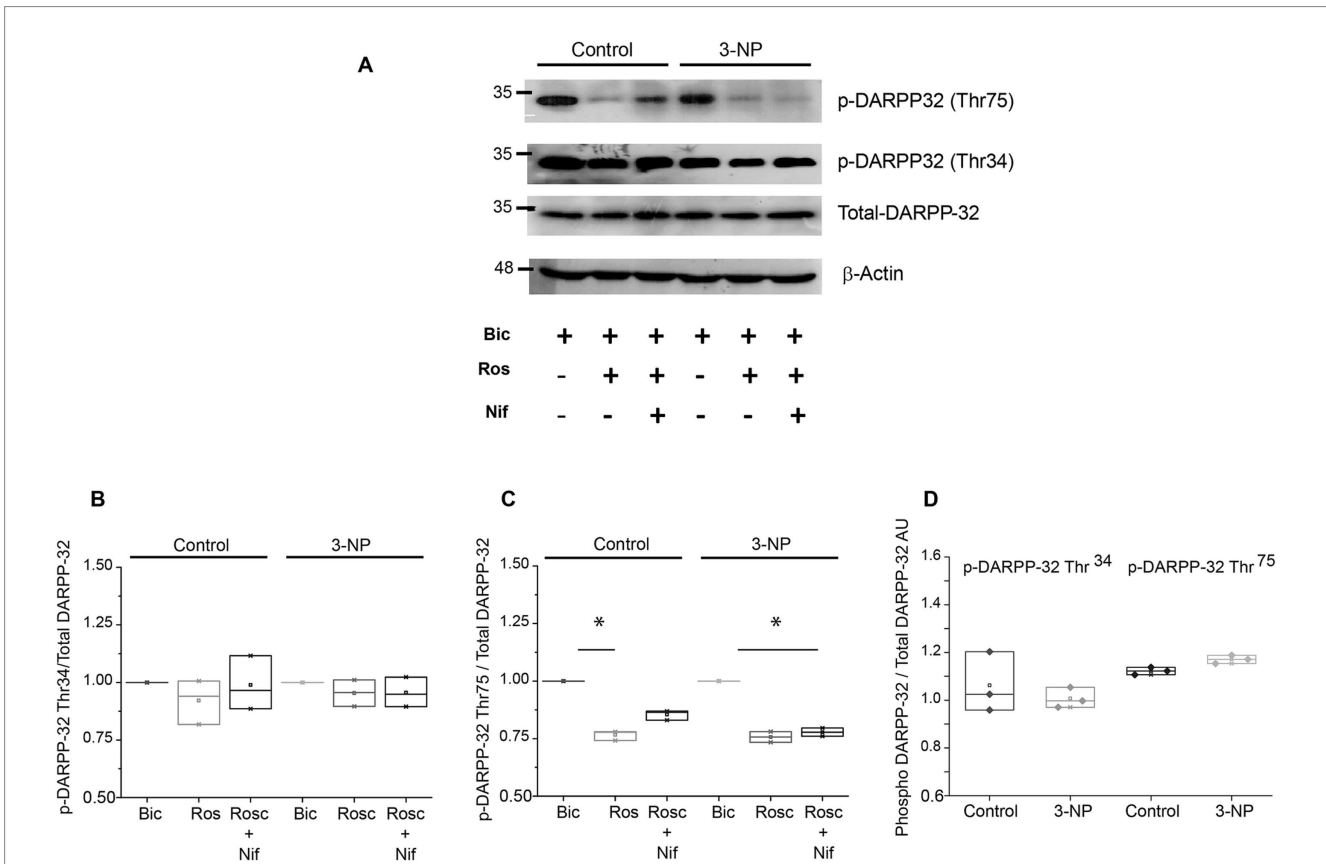 A
Control 3-NP
35
p-DARPP32 (Thr75)
35
p-DARPP32 (Thr34)
35
Total-DARPP-32
48
β-Actin
Bic + + + + + +
Ros - + + - + +
Nif - - + - - +
B
Control 3-NP
p-DARPP-32 Thr34/Total DARPP-32
1.50
1.25
1.00
0.75
0.50
Bic Ros Rosc + Nif Bic Rosc Rosc + Nif
C
Control 3-NP
p-DARPP-32 Thr75 / Total DARPP-32
1.50
1.25
1.00
0.75
0.50
* *
Bic Ros Rosc + Nif Bic Rosc Rosc + Nif
D
Phospho DARPP-32 / Total DARPP-32 AU
1.6
1.4
1.2
1.0
0.8
0.6
p-DARPP-32 Thr 34 p-DARPP-32 Thr 75
Control 3-NP Control 3-NP